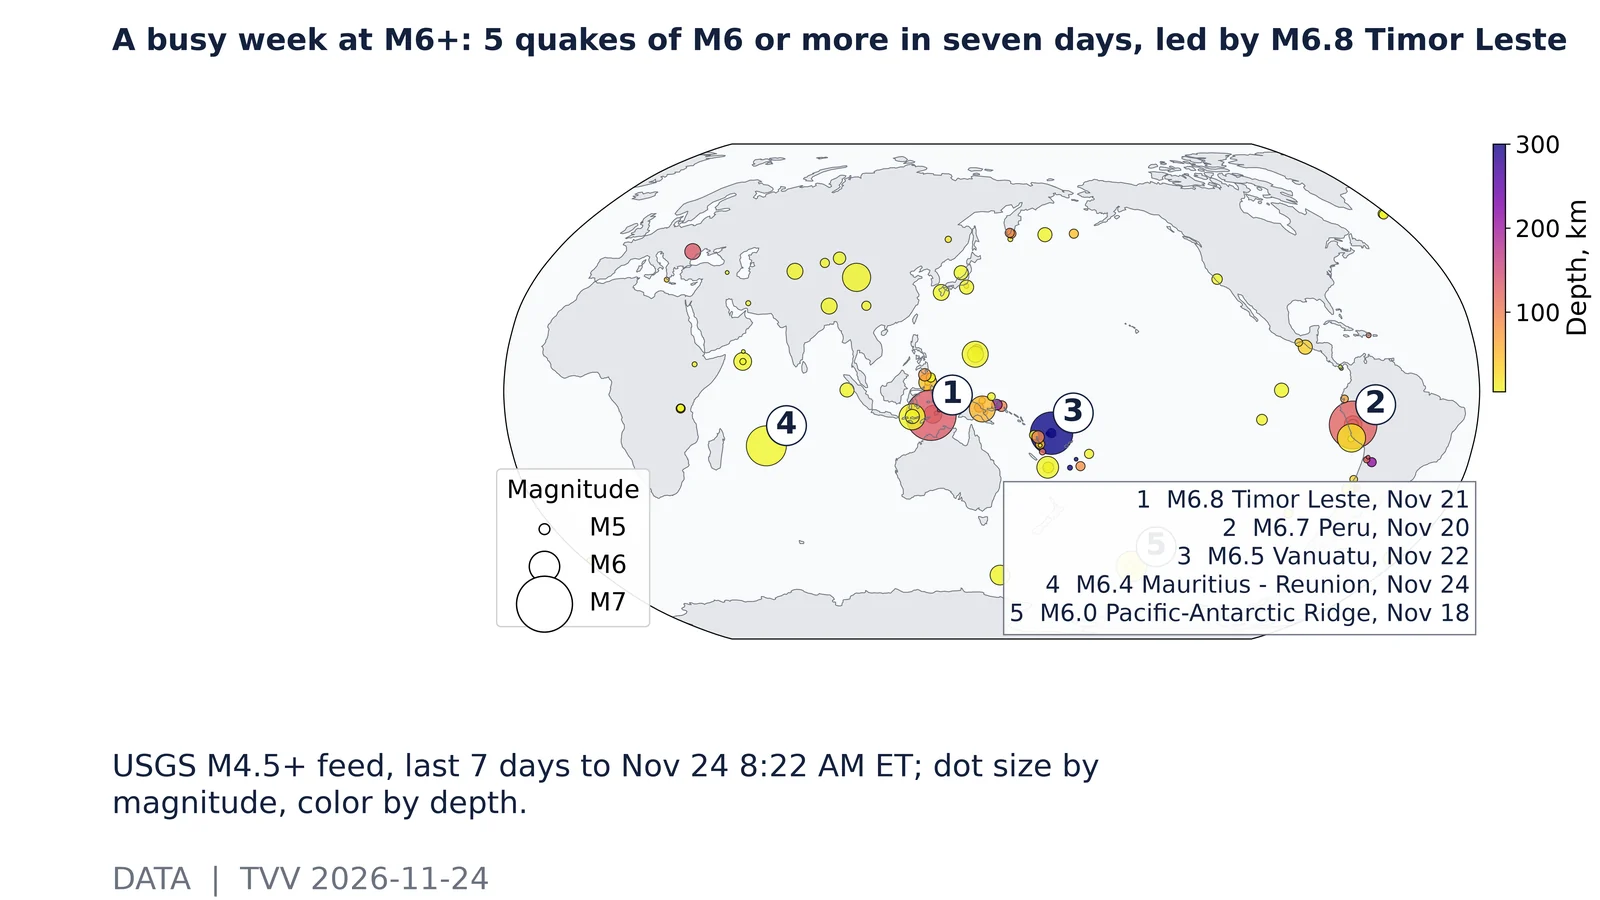 A busy week at M6+: 5 quakes of M6 or more in seven days, led by M6.8 Timor Leste
300
200
100
Depth, km
1
2
3
4
5
Magnitude
M5
M6
M7
1 M6.8 Timor Leste, Nov 21
2 M6.7 Peru, Nov 20
3 M6.5 Vanuatu, Nov 22
4 M6.4 Mauritius - Reunion, Nov 24
5 M6.0 Pacific-Antarctic Ridge, Nov 18
USGS M4.5+ feed, last 7 days to Nov 24 8:22 AM ET; dot size by
magnitude, color by depth.
DATA | TVV 2026-11-24